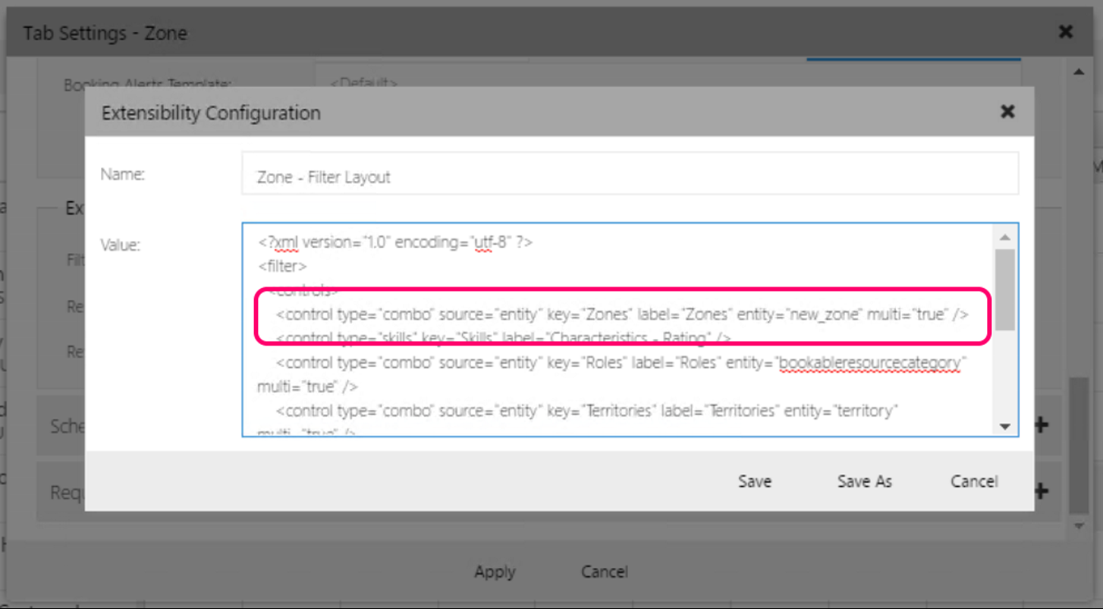 Tab Settings - Zone
Booking Alerts Template:
<Default>
Extensibility Configuration
Name:
Zone - Filter Layout
Ex
Value:
<?xml version="1.0" encoding="utf-8" ?>
<filter>
<controls>
<control type="combo" source="entity" key="Zones" label="Zones" entity="new_zone" multi="true" />
<control type="skills" key="Skills" label="Characteristics - Rating" />
<control type="combo" source="entity" key="Roles" label="Roles" entity="bookableresourcecategory"
multi="true" />
<control type="combo" source="entity" key="Territories" label="Territories" entity="territory"
multi="true" />
Filt
Re
Re
Sche
Requ
Save
Save As
Cancel
Apply
Cancel